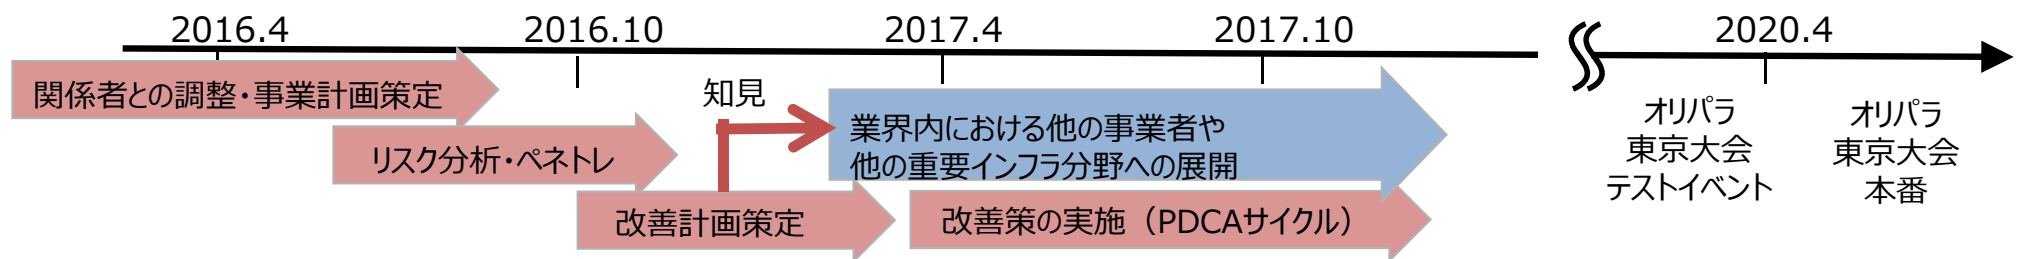 2016.4
2016.10
2017.4
2017.10
2020.4
関係者との調整・事業計画策定
リスク分析・ペネトレ
改善計画策定
知見
業界内における他の事業者や
他の重要インフラ分野への展開
改善策の実施（PDCAサイクル）
オリパラ
東京大会
テストイベント
オリパラ
東京大会
本番